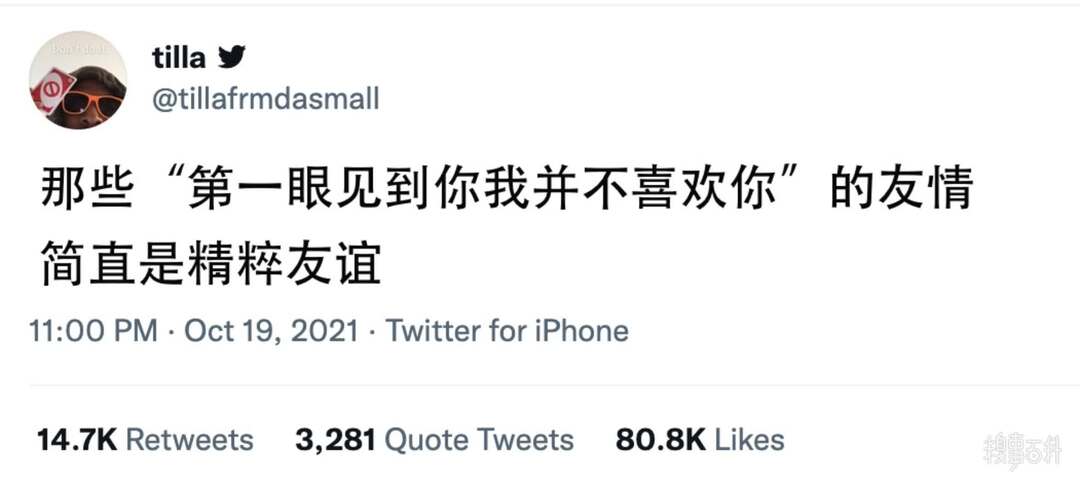 tilla
@tillafrmdasmall
那些“第一眼见到你我并不喜欢你”的友情
简直是精粹友谊
11:00 PM · Oct 19, 2021 · Twitter for iPhone
14.7K Retweets 3,281 Quote Tweets 80.8K Likes